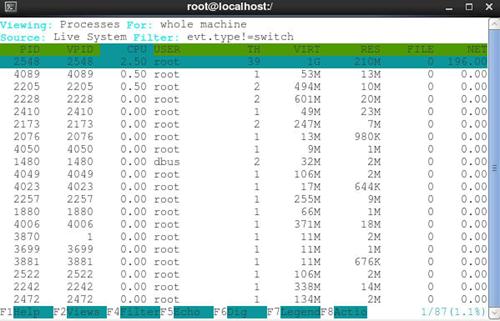 root@localhost:/
Viewing: Processes For: whole machine
Source: Live System Filter: evt.type!=switch
PID VPID CPU USER TH VIRT RES FILE NET
2548 2548 2.50 root 39 1G 210M 0 196.00
4089 4089 0.50 root 1 53M 13M 0 0.00
2205 2205 0.50 root 2 494M 10M 0 0.00
2228 2228 0.00 root 2 601M 20M 0 0.00
2410 2410 0.00 root 1 49M 23M 0 0.00
2173 2173 0.00 root 2 247M 7M 0 0.00
2076 2076 0.00 root 1 13M 980K 0 0.00
4050 4050 0.00 root 1 9M 1M 0 0.00
1480 1480 0.00 dbus 2 32M 2M 0 0.00
4049 4049 0.00 root 1 106M 2M 0 0.00
4023 4023 0.00 root 1 17M 644K 0 0.00
2257 2257 0.00 root 1 255M 9M 0 0.00
1880 1880 0.00 root 1 66M 1M 0 0.00
4006 4006 0.00 root 1 371M 18M 0 0.00
3870 1 0.00 root 1 11M 2M 0 0.00
3699 3699 0.00 root 1 11M 1M 0 0.00
3881 3881 0.00 root 1 11M 676K 0 0.00
2522 2522 0.00 root 1 106M 2M 0 0.00
2242 2242 0.00 root 1 338M 14M 0 0.00
2472 2472 0.00 root 1 134M 2M 0 0.00
F1Help F2Views F4FilterF5Echo F6Dig F7LegendF8Actio 1/87(1.1%)